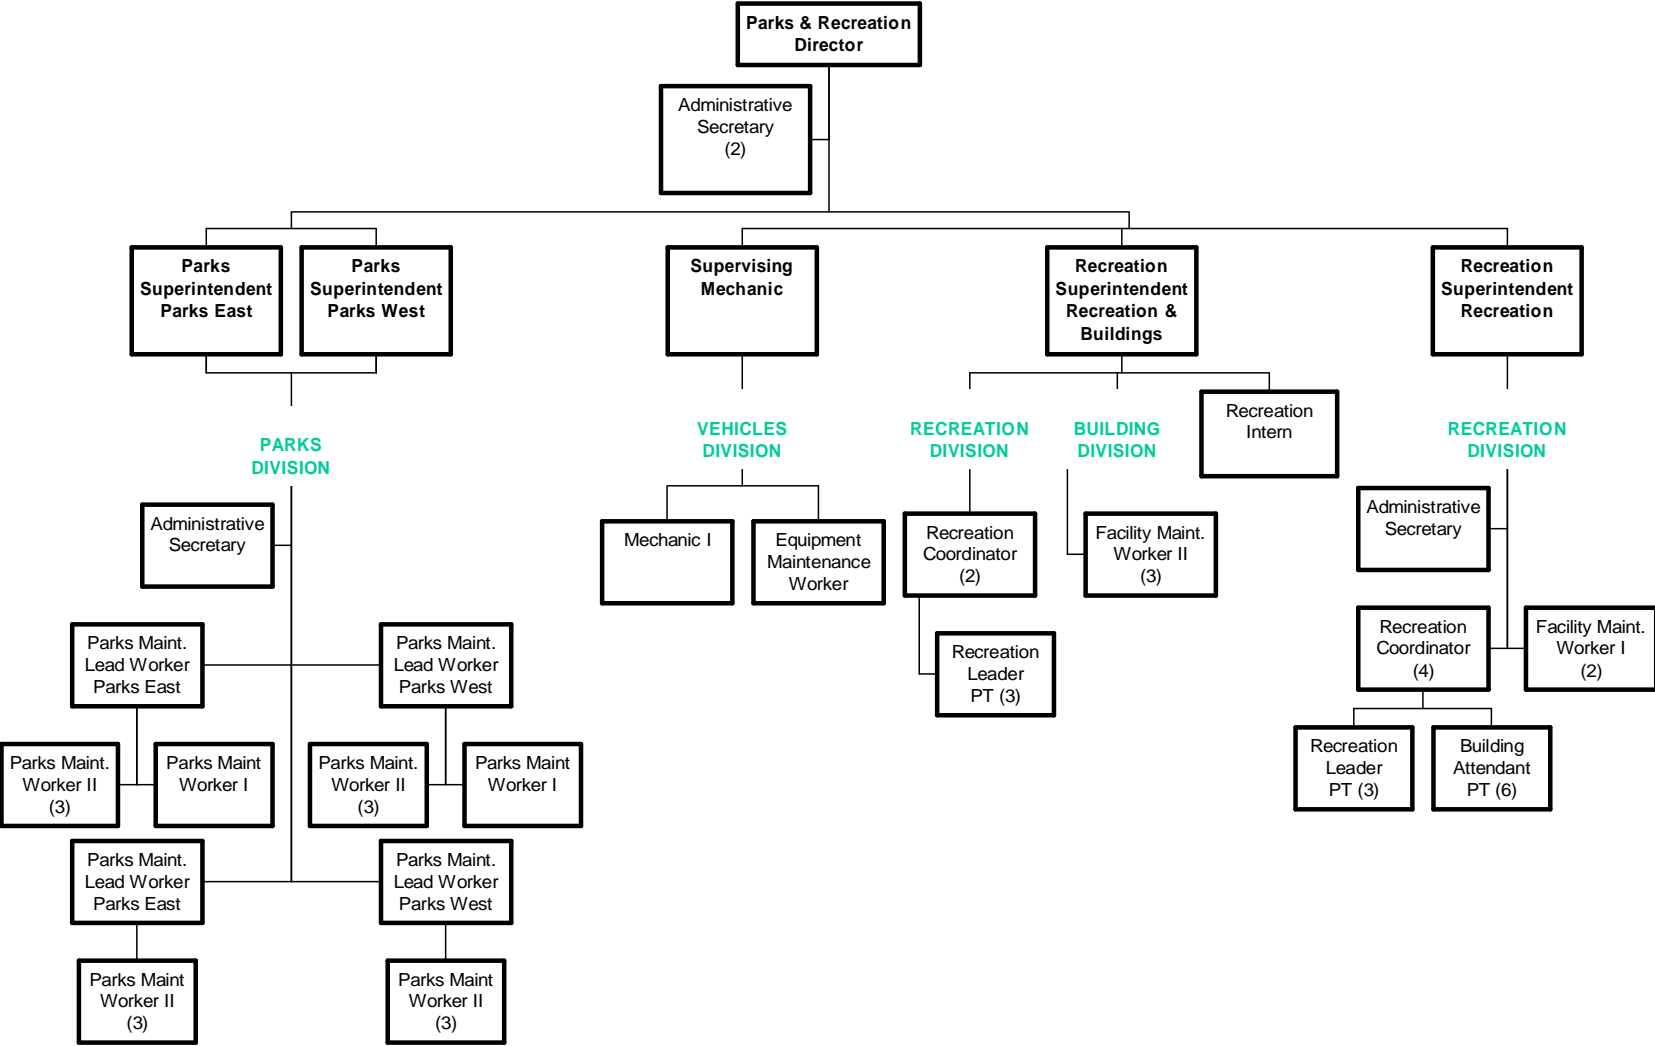 Parks & Recreation
Director
Administrative
Secretary
(2)
Parks
Superintendent
Parks East
Parks
Superintendent
Parks West
Supervising
Mechanic
Recreation
Superintendent
Recreation &
Buildings
Recreation
Superintendent
Recreation
PARKS
DIVISION
VEHICLES
DIVISION
RECREATION
DIVISION
BUILDING
DIVISION
Recreation
Intern
RECREATION
DIVISION
Administrative
Secretary
Mechanic I
Equipment
Maintenance
Worker
Recreation
Coordinator
(2)
Facility Maint.
Worker II
(3)
Administrative
Secretary
Parks Maint.
Lead Worker
Parks East
Parks Maint.
Lead Worker
Parks West
Recreation
Leader
PT (3)
Recreation
Coordinator
(4)
Facility Maint.
Worker I
(2)
Parks Maint.
Worker II
(3)
Parks Maint
Worker I
Parks Maint.
Worker II
(3)
Parks Maint
Worker I
Recreation
Leader
PT (3)
Building
Attendant
PT (6)
Parks Maint.
Lead Worker
Parks East
Parks Maint.
Lead Worker
Parks West
Parks Maint
Worker II
(3)
Parks Maint
Worker II
(3)